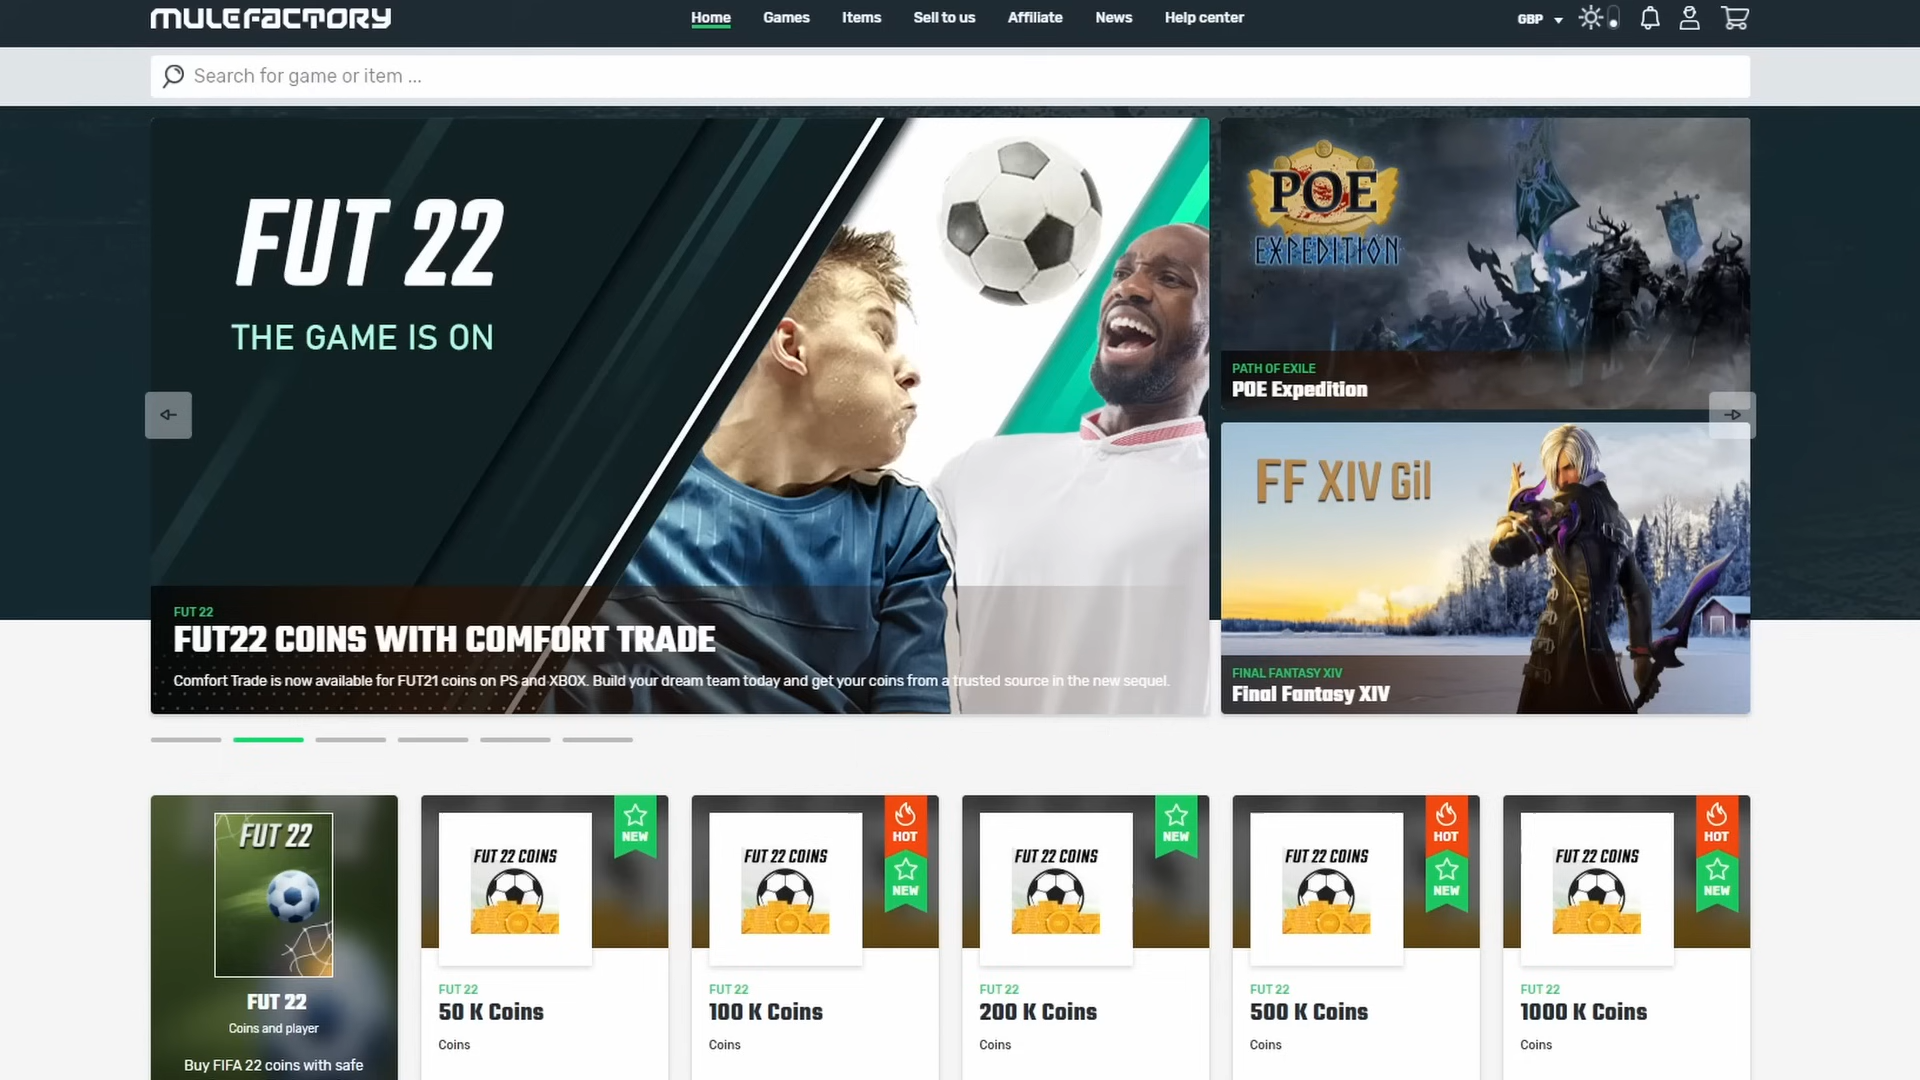 MULEFACTORY
Home Games Items Sell to us Affiliate News Help center
GBP
Search for game or item ...
FUT 22
THE GAME IS ON
FUT 22
FUT22 COINS WITH COMFORT TRADE
Comfort Trade is now available for FUT21 coins on PS and XBOX. Build your dream team today and get your coins from a trusted source in the new sequel.
POE
EXPEDITION
PATH OF EXILE
POE Expedition
FF XIV Gil
FINAL FANTASY XIV
Final Fantasy XIV
FUT 22
FUT 22
Coins and player
Buy FIFA 22 coins with safe
NEW
FUT 22 COINS
FUT 22
50 K Coins
Coins
HOT
NEW
FUT 22 COINS
FUT 22
100 K Coins
Coins
NEW
FUT 22 COINS
FUT 22
200 K Coins
Coins
HOT
NEW
FUT 22 COINS
FUT 22
500 K Coins
Coins
HOT
NEW
FUT 22 COINS
FUT 22
1000 K Coins
Coins